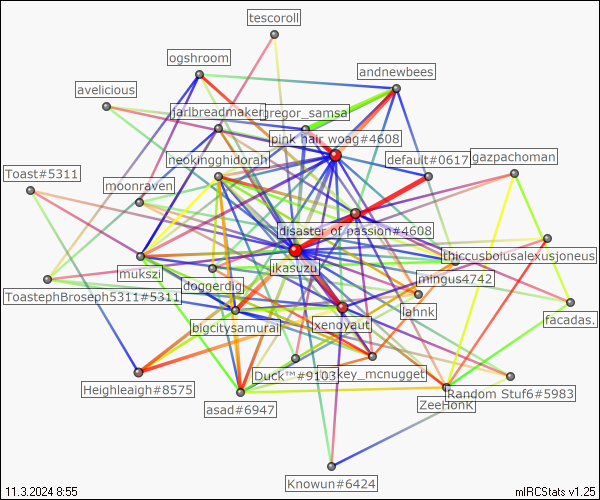 tescoroll
ogshroom
andnewbees
avelicious
jarlbreadmaker
gregor_samsa
pink hair woag#4608
neokingghidorah
default#0617
gazpachoman
Toast#5311
moonraven
disaster of passion#4608
thiccusbolusalexusjoneus
mukszi
ikasuzu
mingus4742
doggerdig
ToastephBroseph5311#5311
lahnk
facadas.
bigcitysamurai
xenoyaut
Heighleaigh#8575
Duck™#9103
key_mcnugget
Random Stuf6#5983
asad#6947
ZeeHonK
Knowun#6424
11.3.2024 8:55
mIRCStats v1.25